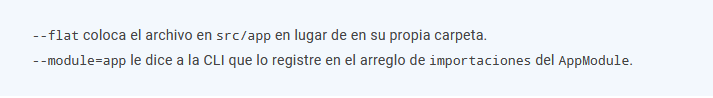 --flat coloca el archivo en src/app en lugar de en su propia carpeta.
--module=app le dice a la CLI que lo registre en el arreglo de importaciones del AppModule.